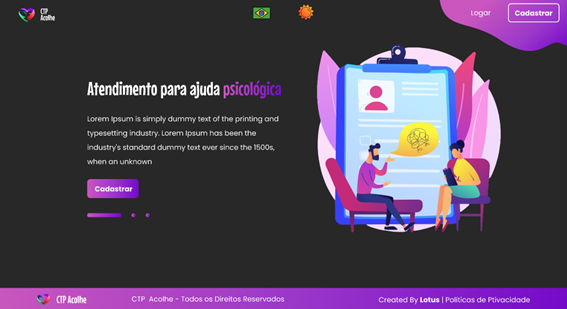 CTP
Acolhe
Logar
Cadastrar
Atendimento para ajuda psicológica
Lorem Ipsum is simply dummy text of the printing and
typesetting industry. Lorem Ipsum has been the
industry's standard dummy text ever since the 1500s,
when an unknown
Cadastrar
CTP Acolhe
CTP Acolhe - Todos os Direitos Reservados
Created By Lotus | Politicas de Ptivacidade